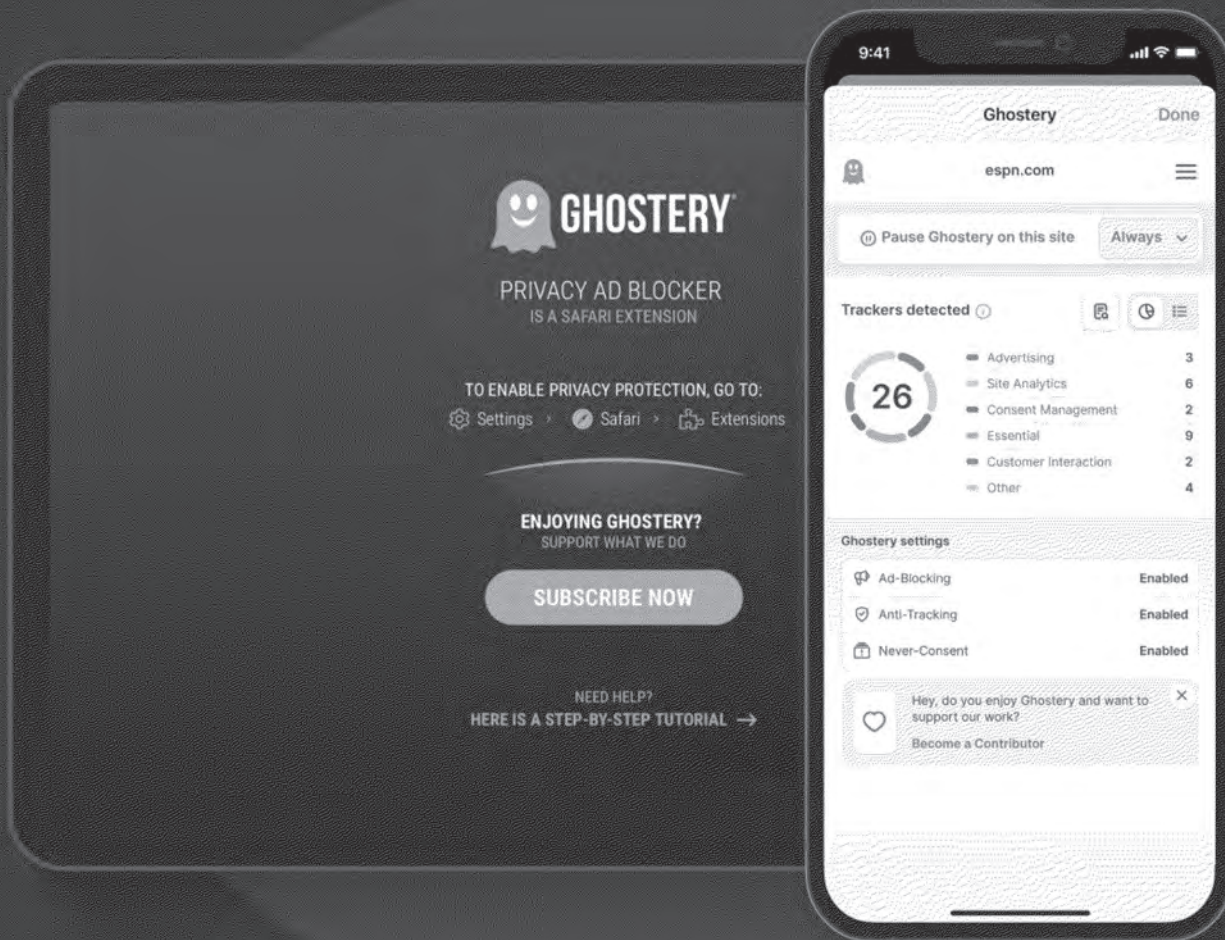 GHOSTERY
PRIVACY AD BLOCKER
IS A SAFARI EXTENSION
TO ENABLE PRIVACY PROTECTION, GO TO:
Settings > Safari > Extensions
ENJOYING GHOSTERY?
SUPPORT WHAT WE DO
SUBSCRIBE NOW
NEED HELP?
HERE IS A STEP-BY-STEP TUTORIAL →
9:41
Ghostery Done
espn.com
Pause Ghostery on this site Always
Trackers detected
26
Advertising 3
Site Analytics 6
Consent Management 2
Essential 9
Customer Interaction 2
Other 4
Ghostery settings
Ad-Blocking Enabled
Anti-Tracking Enabled
Never-Consent Enabled
Hey, do you enjoy Ghostery and want to
support our work?
Become a Contributor